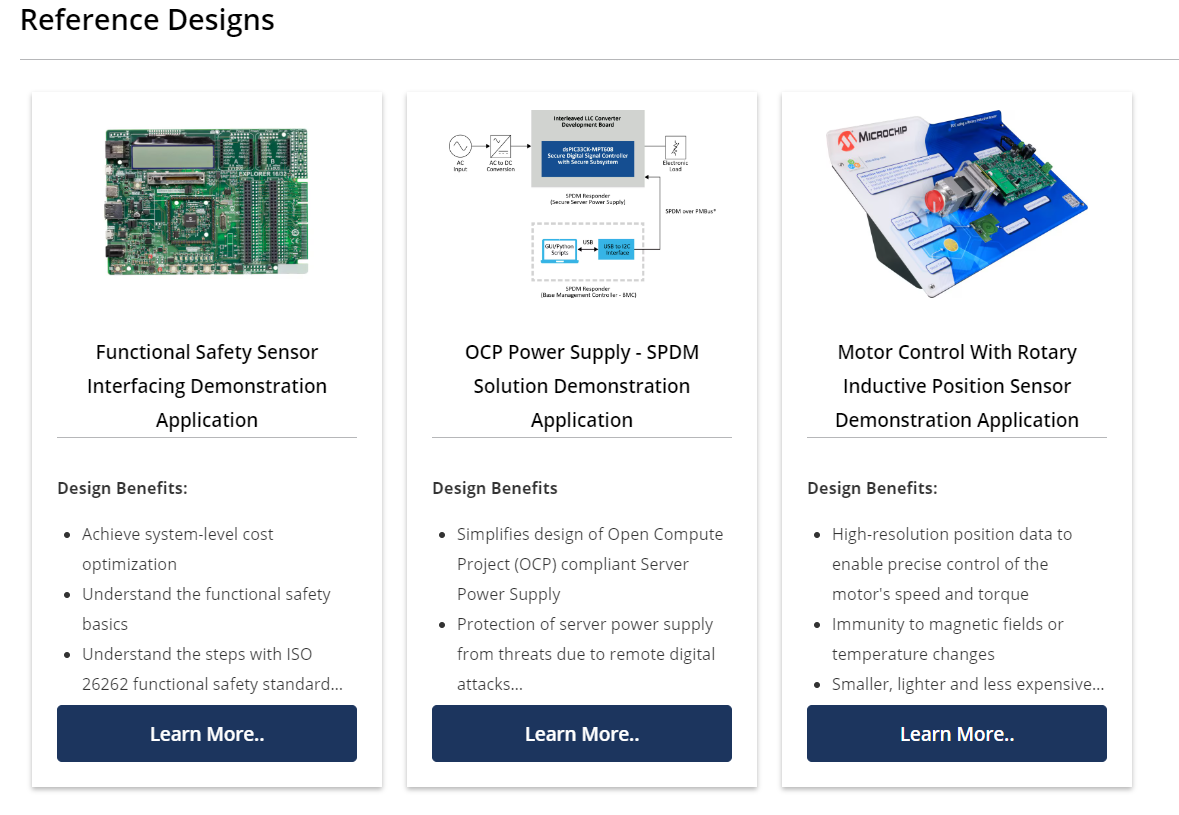 Reference Designs
EXPLORER 16/32
Functional Safety Sensor
Interfacing Demonstration
Application
Design Benefits:
Achieve system-level cost
optimization
Understand the functional safety
basics
Understand the steps with ISO
26262 functional safety standard...
Learn More..
Interleaved LLC Converter
Development Board
dsPIC33CK-MPT608
Secure Digital Signal Controller
with Secure Subsystem
AC
Input
AC to DC
Conversion
Electronic
Load
SPDM Responder
(Secure Server Power Supply)
SPDM over PMBus*
GUI/Python
Scripts
USB
USB to I2C
Interface
SPDM Responder
(Base Management Controller - BMC)
OCP Power Supply - SPDM
Solution Demonstration
Application
Design Benefits
Simplifies design of Open Compute
Project (OCP) compliant Server
Power Supply
Protection of server power supply
from threats due to remote digital
attacks...
Learn More..
MICROCHIP
Motor Control With Rotary
Inductive Position Sensor
Demonstration Application
Design Benefits:
High-resolution position data to
enable precise control of the
motor's speed and torque
Immunity to magnetic fields or
temperature changes
Smaller, lighter and less expensive...
Learn More..